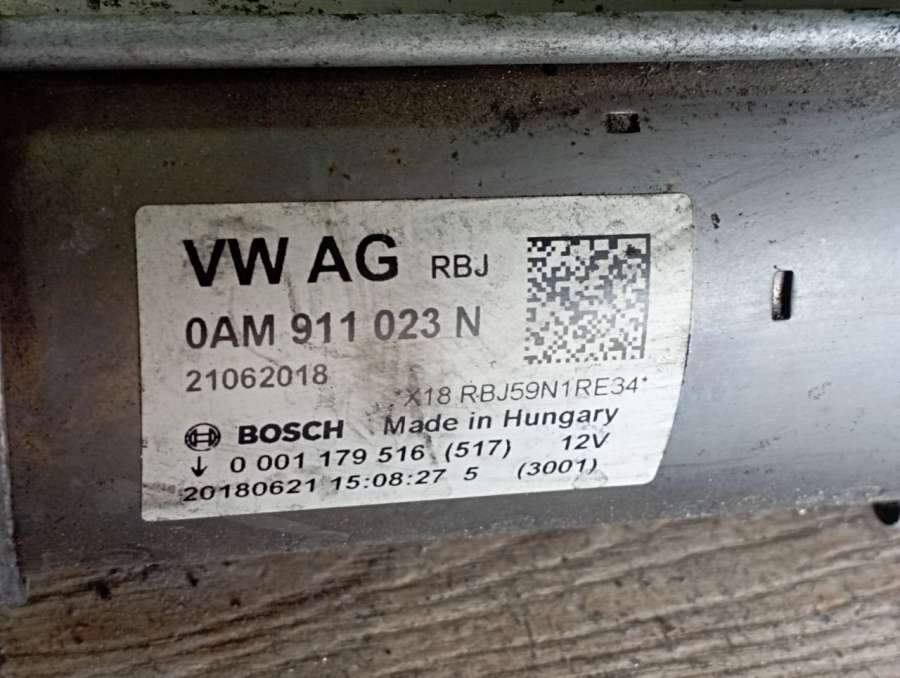 VW AG RBJ
0AM 911 023 N
21062018
*X18 RBJ59N1RE34*
BOSCH Made in Hungary
↓ 0 001 179 516 (517) 12V
20180621 15:08:27 5 (3001)